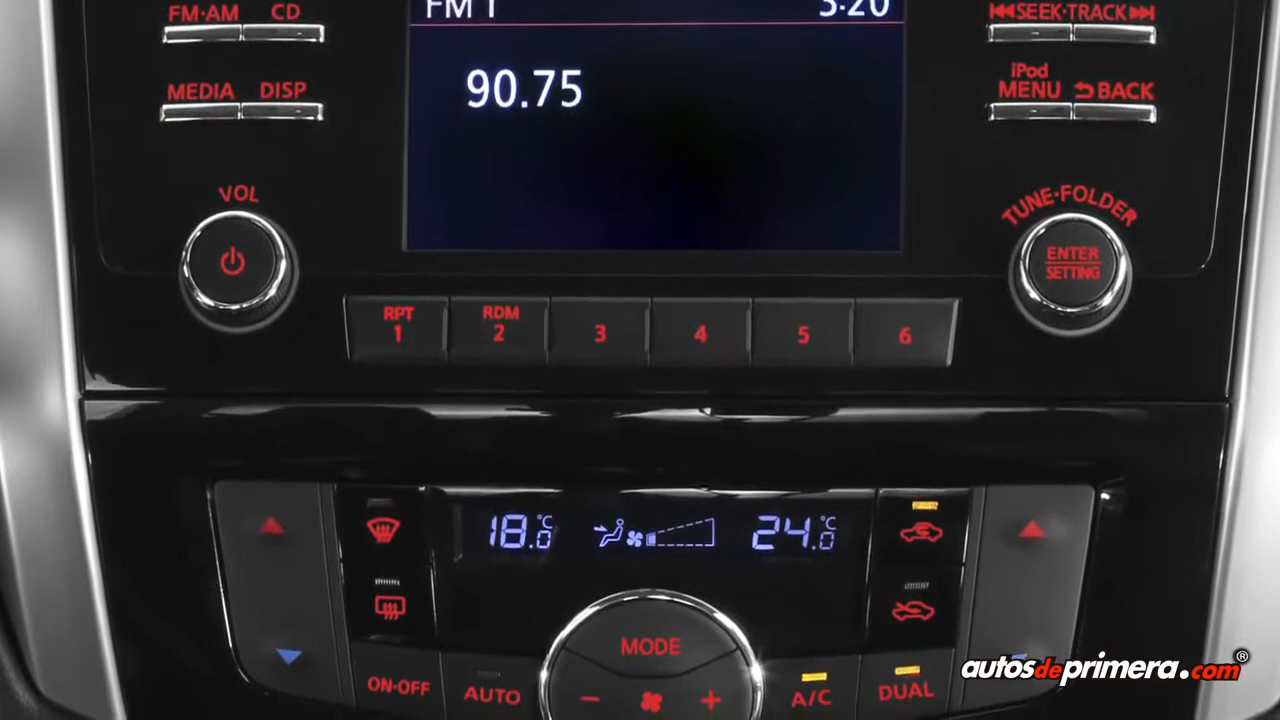 FM·AM CD
FM 1 3:20
SEEK·TRACK
MEDIA DISP
90.75
iPod
MENU BACK
VOL
TUNE·FOLDER
ENTER
SETTING
RPT
1
RDM
2
3
4
5
6
18.0°C
24.0°C
MODE
ON·OFF
AUTO
A/C
DUAL
autosdeprimera.com®